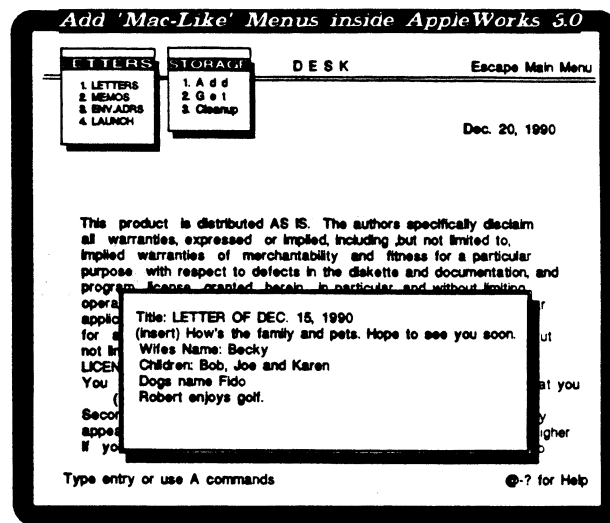 Add 'Mac-Like' Menus inside AppleWorks 3.0
ETTERS STORAGE DESK Escape Main Menu
1. LETTERS
2. MEMOS
3. ENV.ADRS
4. LAUNCH
1. A d d
2. G e t
3. Cleanup
Dec. 20, 1990
This product is distributed AS IS. The authors specifically disclaim
all warranties, expressed or implied, including ,but not limited to,
implied warranties of merchantability and fitness for a particular
purpose with respect to defects in the diskette and documentation, and
program license granted herein in particular and without limiting
opera
applic
for a ut
not lim
LICEN
You at you
(
Secon y
appea igher
If yo
Title: LETTER OF DEC. 15, 1990
(insert) How's the family and pets. Hope to see you soon.
Wifes Name: Becky
Children: Bob, Joe and Karen
Dogs name Fido
Robert enjoys golf.
Type entry or use A commands @-? for Help